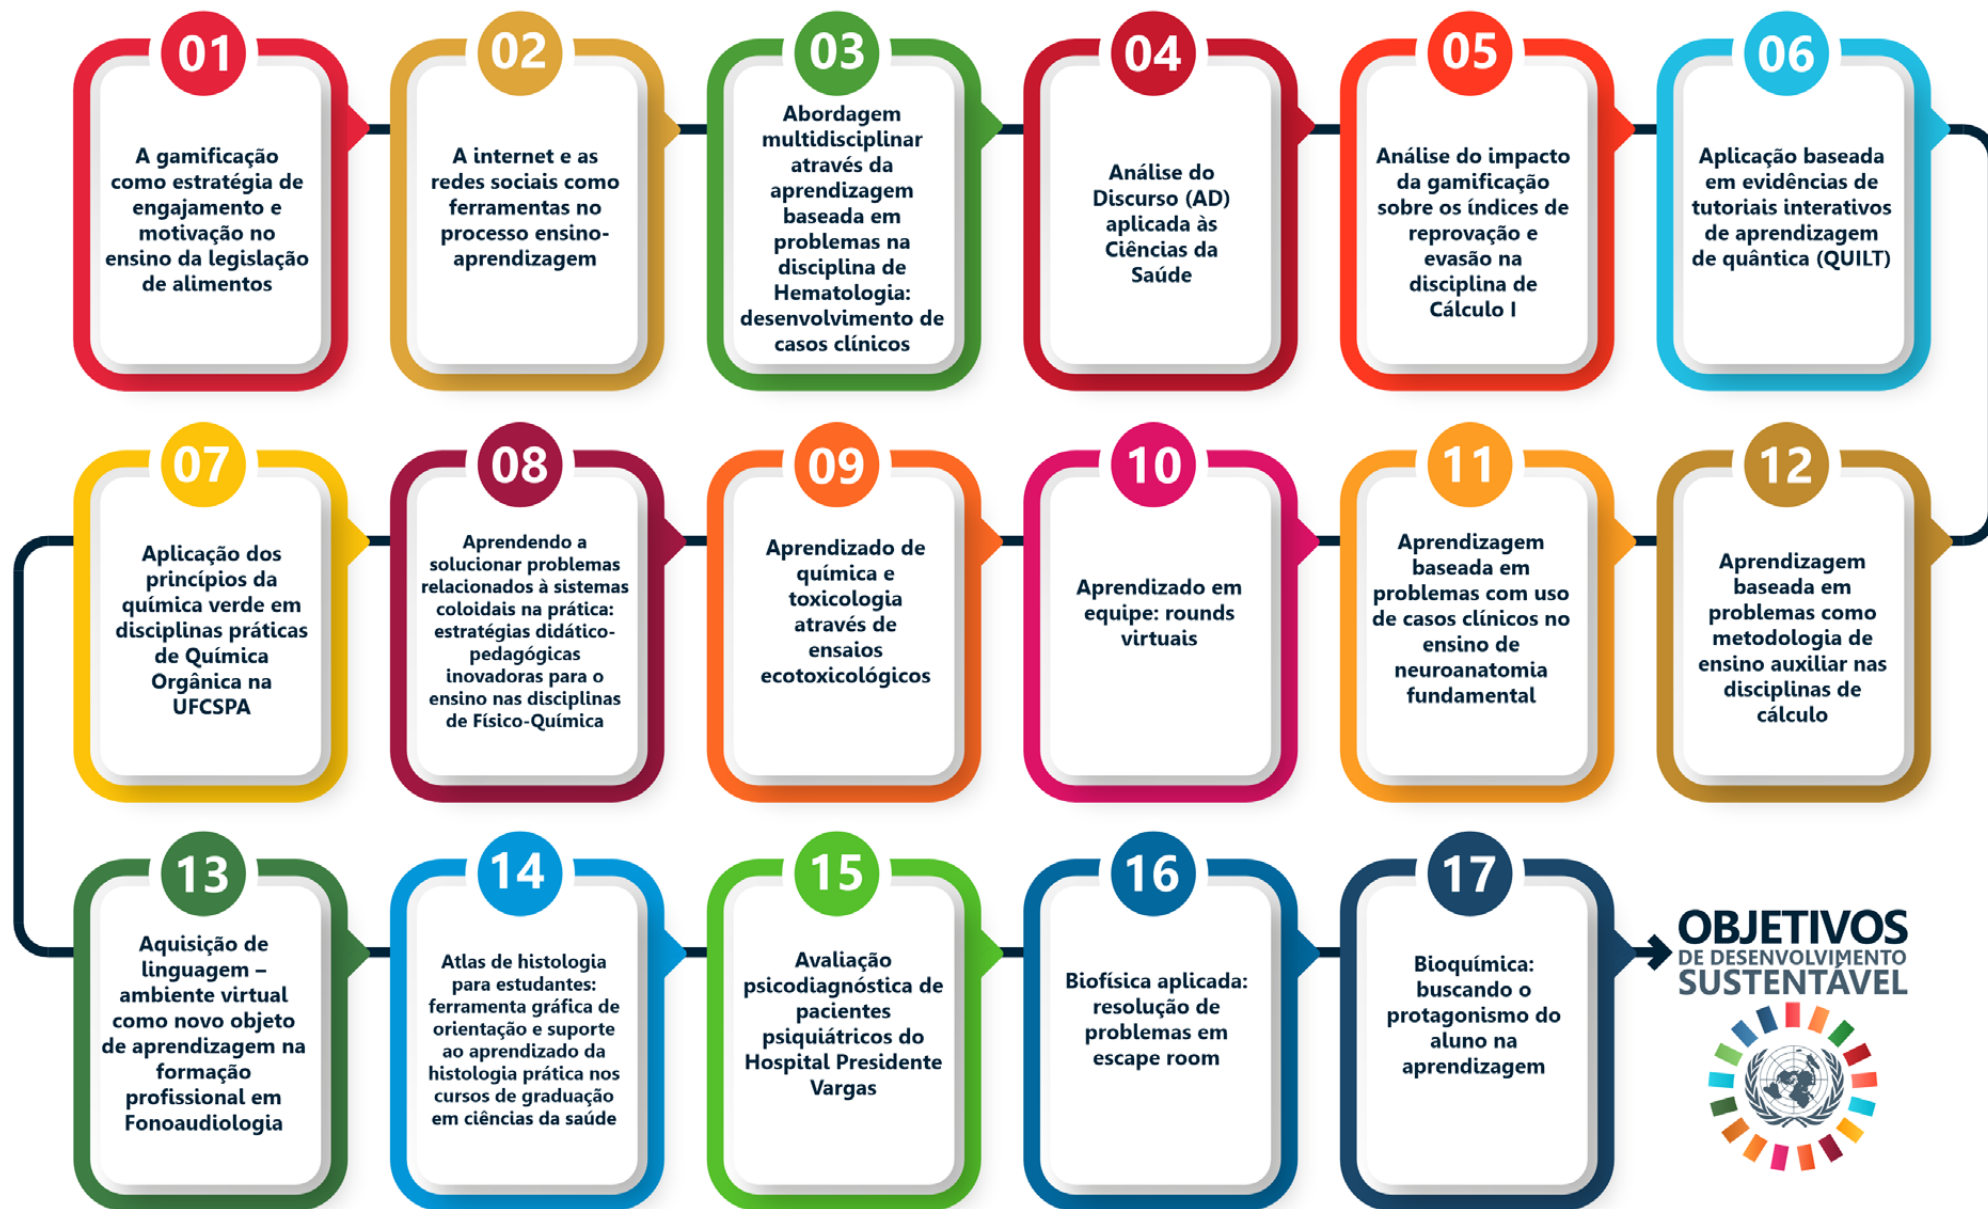 01
A gamificação
como estratégia de
engajamento e
motivação no
ensino da legislação
de alimentos
02
A internet e as
redes sociais como
ferramentas no
processo ensino-
aprendizagem
03
Abordagem
multidisciplinar
através da
aprendizagem
baseada em
problemas na
disciplina de
Hematologia:
desenvolvimento de
casos clínicos
04
Análise do
Discurso (AD)
aplicada às
Ciências da
Saúde
05
Análise do impacto
da gamificação
sobre os índices de
reprovação e
evasão na
disciplina de
Cálculo I
06
Aplicação baseada
em evidências de
tutoriais interativos
de aprendizagem
de quântica (QUILT)
07
Aplicação dos
princípios da
química verde em
disciplinas práticas
de Química
Orgânica na
UFCSPA
08
Aprendendo a
solucionar problemas
relacionados à sistemas
coloidais na prática:
estratégias didático-
pedagógicas
inovadoras para o
ensino nas disciplinas
de Físico-Química
09
Aprendizado de
química e
toxicologia
através de
ensaios
ecotoxicológicos
10
Aprendizado em
equipe: rounds
virtuais
11
Aprendizagem
baseada em
problemas com uso
de casos clínicos no
ensino de
neuroanatomia
fundamental
12
Aprendizagem
baseada em
problemas como
metodologia de
ensino auxiliar nas
disciplinas de
cálculo
13
Aquisição de
linguagem –
ambiente virtual
como novo objeto
de aprendizagem na
formação
profissional em
Fonoaudiologia
14
Atlas de histologia
para estudantes:
ferramenta gráfica de
orientação e suporte
ao aprendizado da
histologia prática nos
cursos de graduação
em ciências da saúde
15
Avaliação
psicodiagnóstica de
pacientes
psiquiátricos do
Hospital Presidente
Vargas
16
Biofísica aplicada:
resolução de
problemas em
escape room
17
Bioquímica:
buscando o
protagonismo do
aluno na
aprendizagem
OBJETIVOS
DE DESENVOLVIMENTO
SUSTENTÁVEL